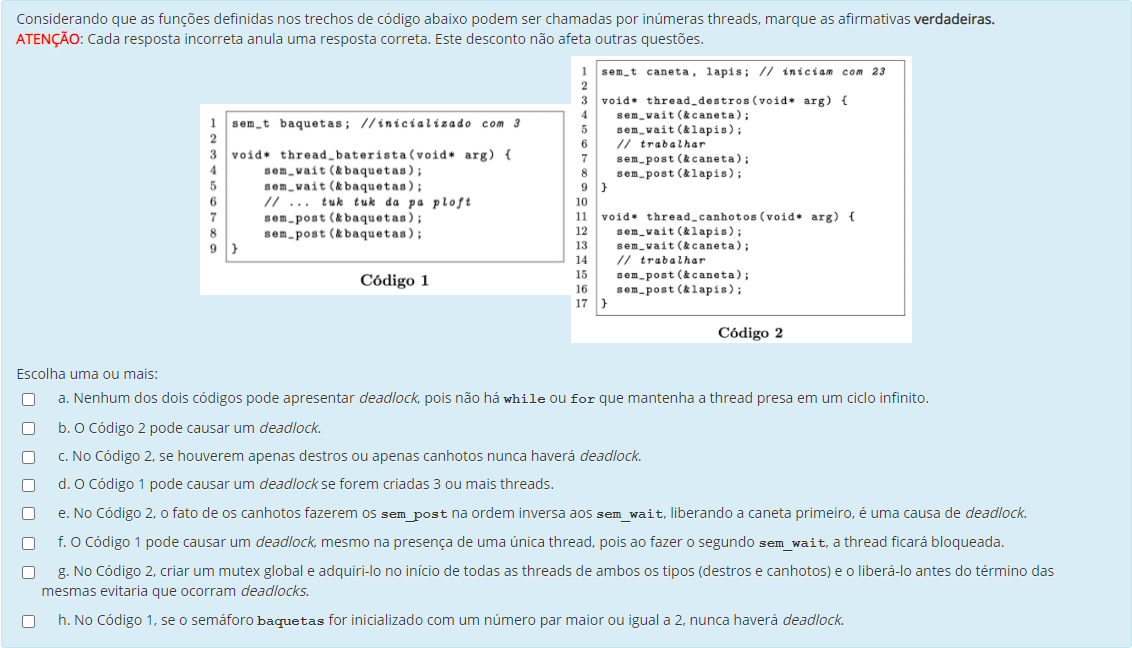 Considerando que as funções definidas nos trechos de código abaixo podem ser chamadas por inúmeras threads, marque as afirmativas verdadeiras.
ATENÇÃO: Cada resposta incorreta anula uma resposta correta. Este desconto não afeta outras questões.
1 sem_t baquetas; //inicializado com 3
2
3 void* thread_baterista(void* arg) {
4 sem_wait(&baquetas);
5 sem_wait(&baquetas);
6 // ... tuk tuk da pa ploft
7 sem_post(&baquetas);
8 sem_post(&baquetas);
9 }
Código 1
1 sem_t caneta, lapis; // iniciam com 23
2
3 void* thread_destros(void* arg) {
4 sem_wait(&caneta);
5 sem_wait(&lapis);
6 // trabalhar
7 sem_post(&caneta);
8 sem_post(&lapis);
9 }
10
11 void* thread_canhotos(void* arg) {
12 sem_wait(&lapis);
13 sem_wait(&caneta);
14 // trabalhar
15 sem_post(&caneta);
16 sem_post(&lapis);
17 }
Código 2
Escolha uma ou mais:
a. Nenhum dos dois códigos pode apresentar deadlock, pois não há while ou for que mantenha a thread presa em um ciclo infinito.
b. O Código 2 pode causar um deadlock.
c. No Código 2, se houverem apenas destros ou apenas canhotos nunca haverá deadlock.
d. O Código 1 pode causar um deadlock se forem criadas 3 ou mais threads.
e. No Código 2, o fato de os canhotos fazerem os sem_post na ordem inversa aos sem_wait, liberando a caneta primeiro, é uma causa de deadlock.
f. O Código 1 pode causar um deadlock, mesmo na presença de uma única thread, pois ao fazer o segundo sem_wait, a thread ficará bloqueada.
g. No Código 2, criar um mutex global e adquiri-lo no início de todas as threads de ambos os tipos (destros e canhotos) e o liberá-lo antes do término das
mesmas evitaria que ocorram deadlocks.
h. No Código 1, se o semáforo baquetas for inicializado com um número par maior ou igual a 2, nunca haverá deadlock.